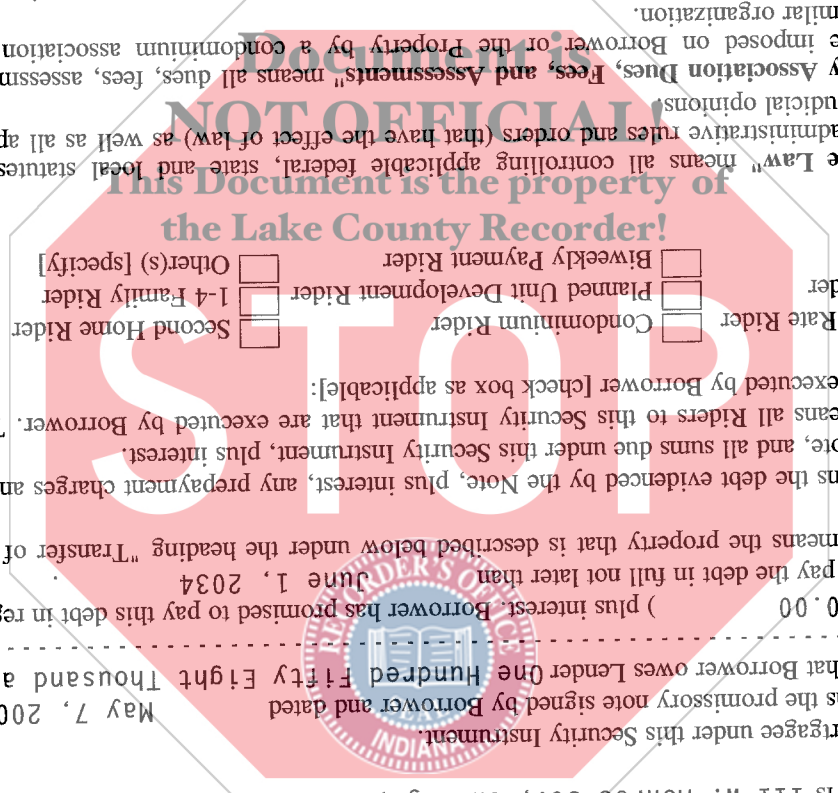 Document is
NOT OFFICIAL!
This Document is the property of
the Lake County Recorder!
STOP
RDER'S O
INDIANA
rtgagee under this Security Instrument.
s the promissory note signed by Borrower and dated May 7, 200
hat Borrower owes Lender One Hundred Fifty Eight Thousand a
0.00 ) plus interest. Borrower has promised to pay this debt in reg
pay the debt in full not later than June 1, 2034 .
means the property that is described below under the heading "Transfer of
ns the debt evidenced by the Note, plus interest, any prepayment charges an
ote, and all sums due under this Security Instrument, plus interest.
eans all Riders to this Security Instrument that are executed by Borrower.
executed by Borrower [check box as applicable]:
Rate Rider Condominium Rider Second Home Rider
der Planned Unit Development Rider 1-4 Family Rider
Biweekly Payment Rider Other(s) [specify]
e Law" means all controlling applicable federal, state and local statutes
administrative rules and orders (that have the effect of law) as well as all ap
udicial opinions.
y Association Dues, Fees, and Assessments" means all dues, fees, assessm
e imposed on Borrower or the Property by a condominium association
milar organization.